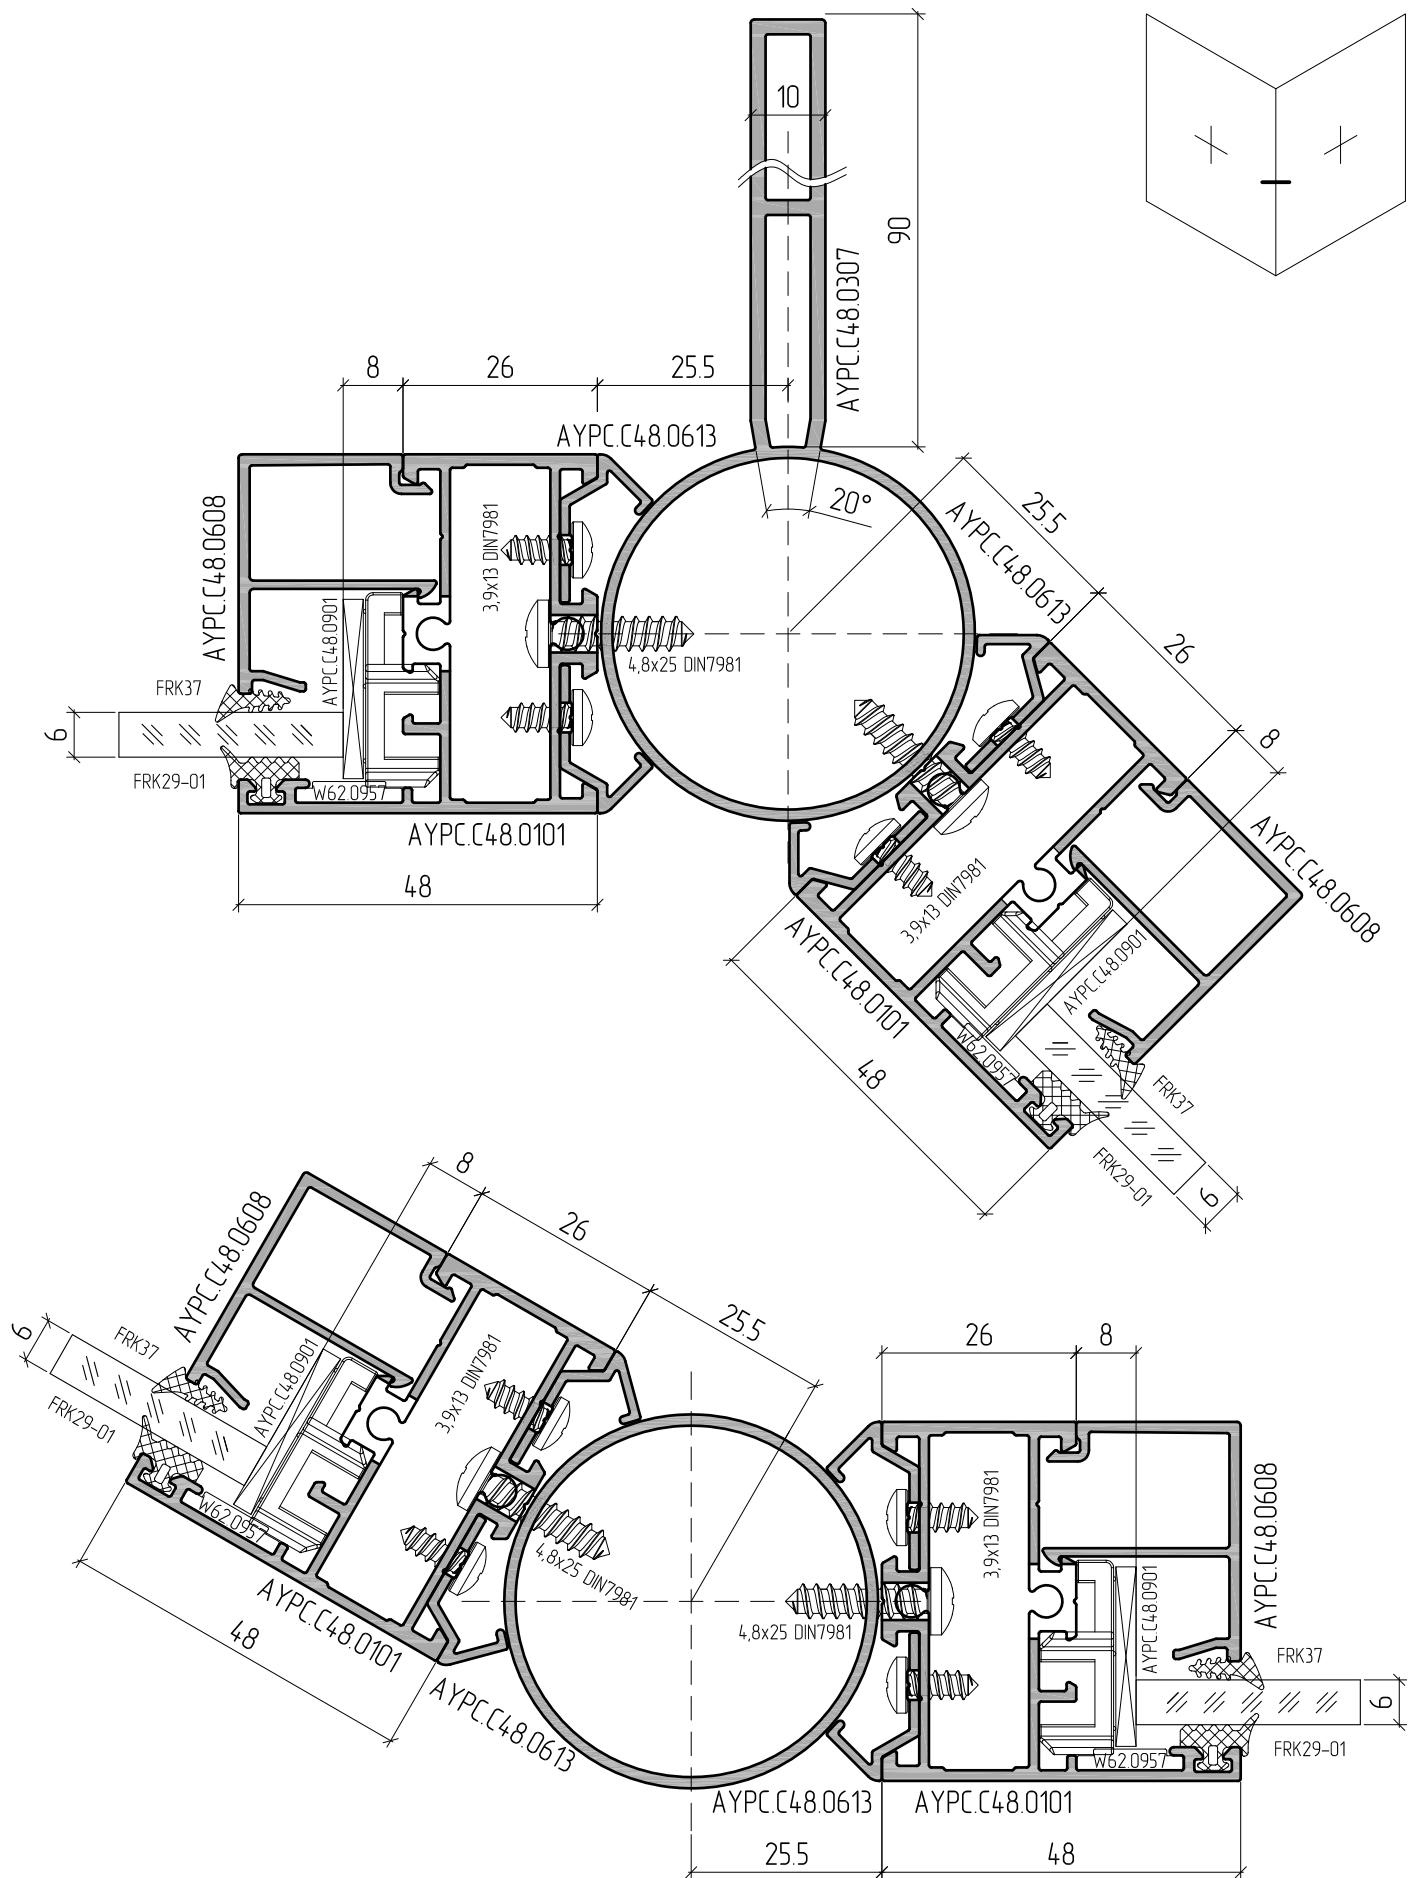 10
90
AYPC.C48.0307
8
26
25.5
AYPC.C48.0613
20°
25.5
AYPC.C48.0613
26
8
AYPC.C48.0608
3,9x13 DIN7981
AYPC.C48.0901
4,8x25 DIN7981
FRK37
6
FRK29-01
W62.0957
AYPC.C48.0101
48
AYPC.C48.0608
3,9x13 DIN7981
AYPC.C48.0901
AYPC.C48.0101
W62.0957
48
FRK37
FRK29-01
6
8
26
25.5
AYPC.C48.0608
6
FRK37
FRK29-01
AYPC.C48.0901
3,9x13 DIN7981
W62.0957
4,8x25 DIN7981
AYPC.C48.0101
48
AYPC.C48.0613
26
8
3,9x13 DIN7981
AYPC.C48.0608
AYPC.C48.0901
4,8x25 DIN7981
FRK37
6
FRK29-01
W62.0957
AYPC.C48.0613
AYPC.C48.0101
25.5
48